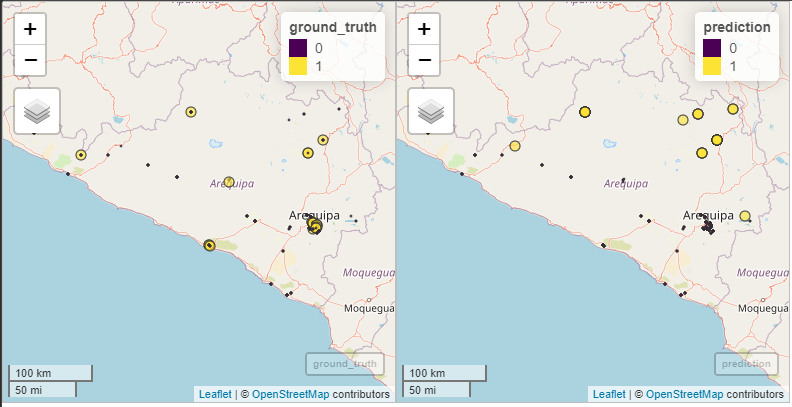 Apurímac
+
−
ground_truth
0
1
Arequipa
Arequipa
Moquegua
Moquegua
ground_truth
100 km
50 mi
Leaflet | © OpenStreetMap contributors
+
−
prediction
0
1
Arequipa
Arequipa
Moquegua
Moquegua
prediction
100 km
50 mi
Leaflet | © OpenStreetMap contributors